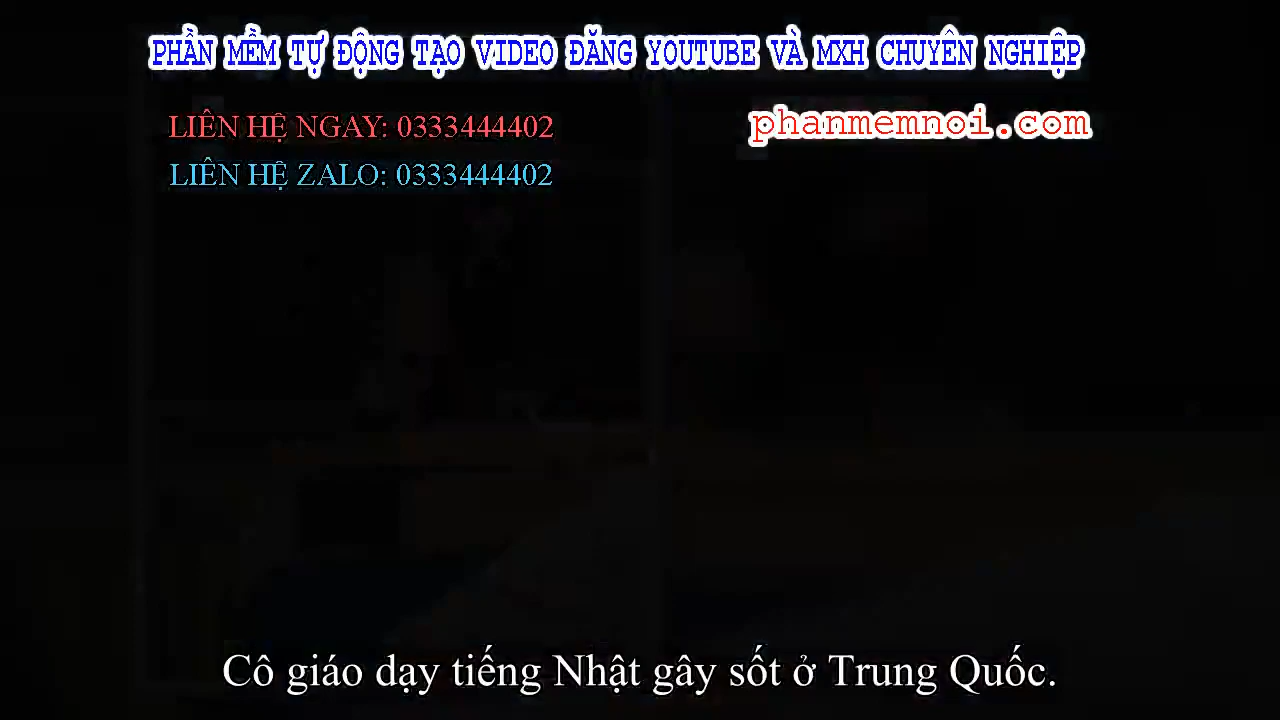 PHẦN MỀM TỰ ĐỘNG TẠO VIDEO ĐĂNG YOUTUBE VÀ MXH CHUYÊN NGHIỆP
LIÊN HỆ NGAY: 0333444402
phanmemnoi.com
LIÊN HỆ ZALO: 0333444402
Cô giáo dạy tiếng Nhật gây sốt ở Trung Quốc.